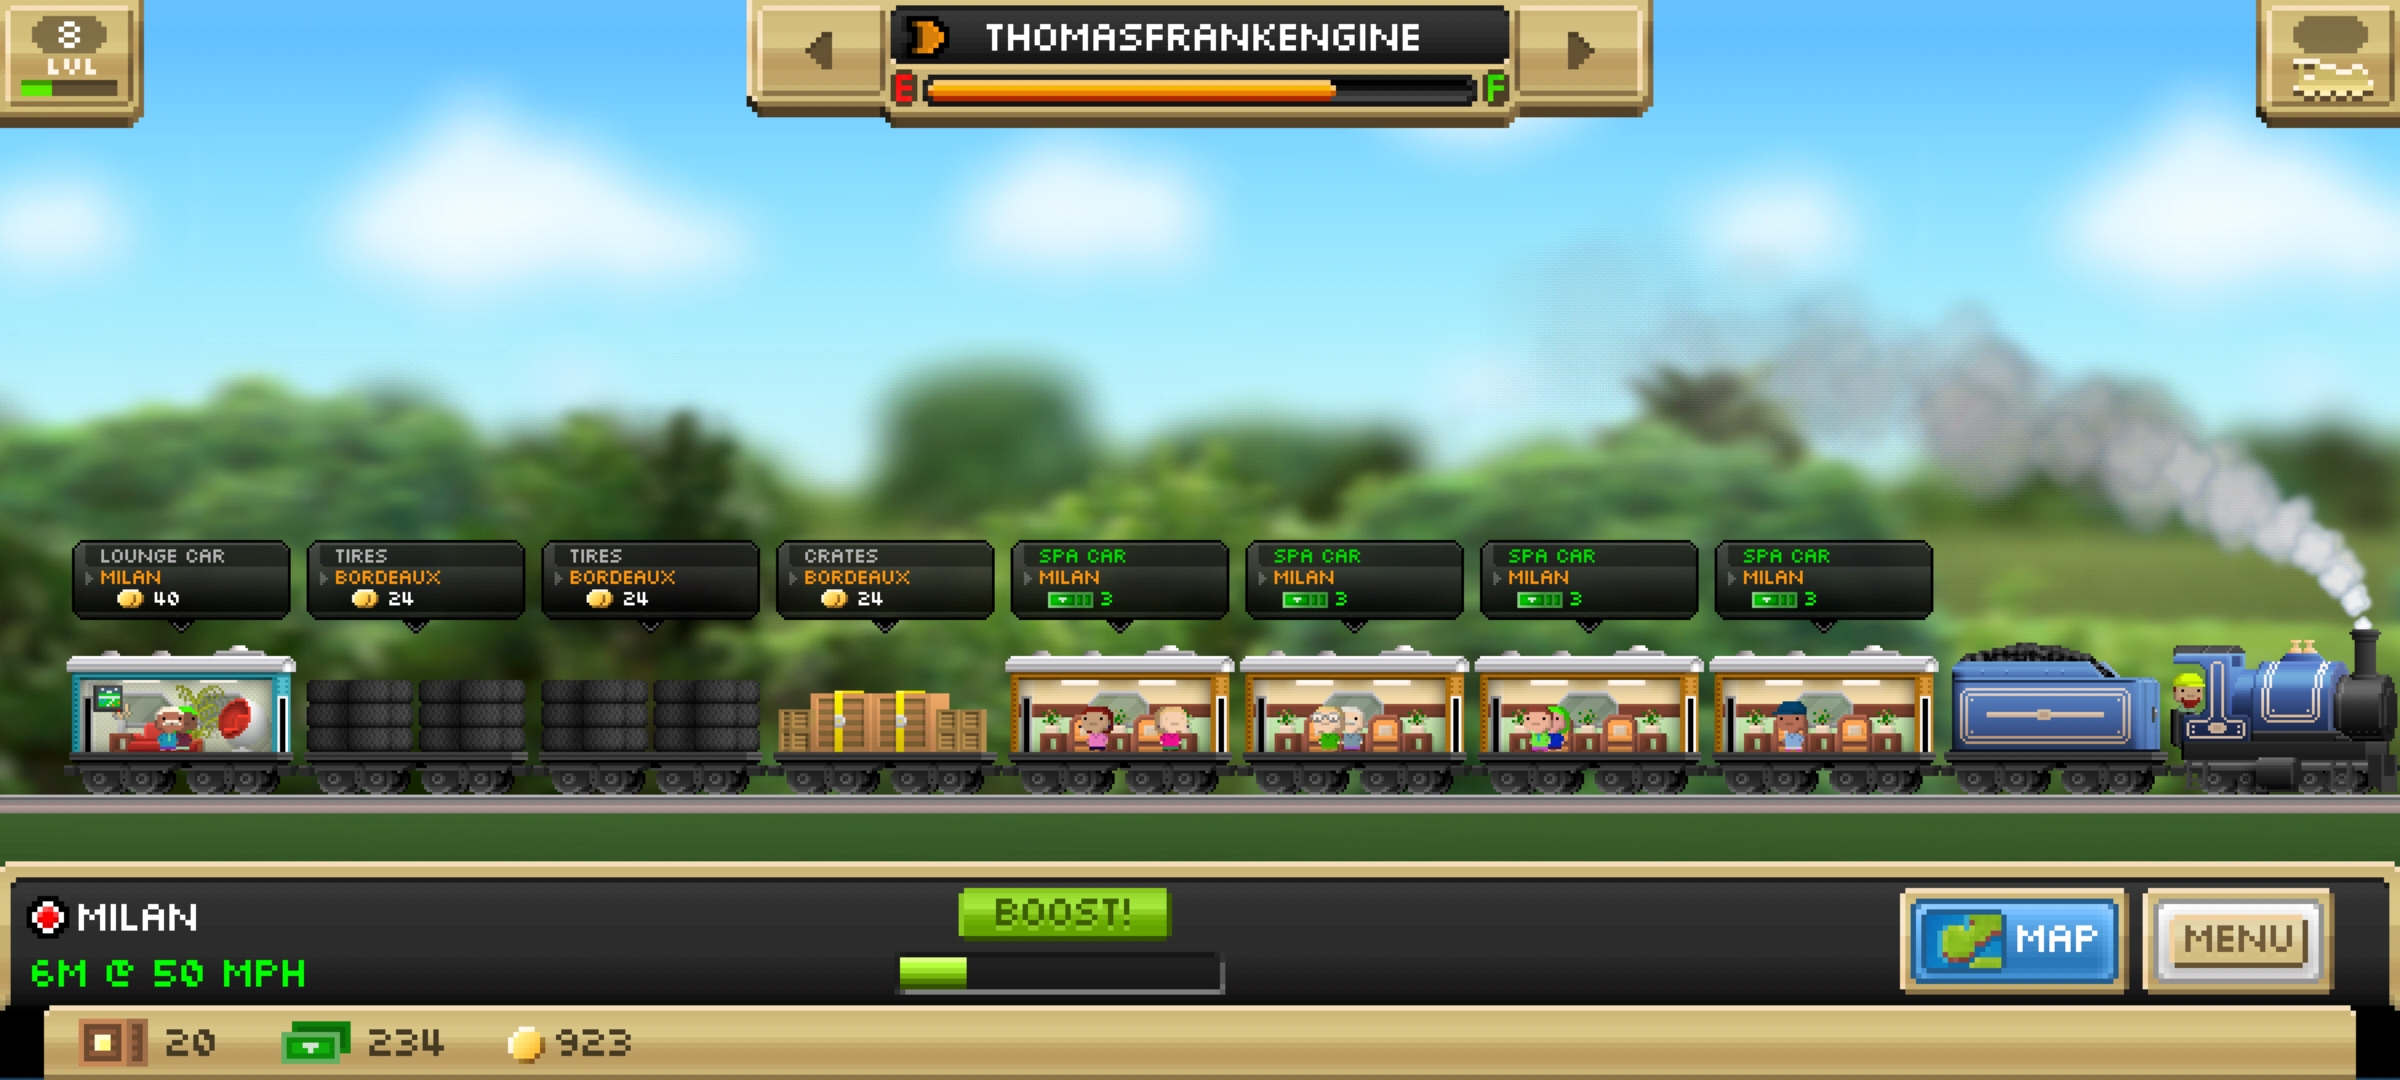 8
LVL
THOMASFRANKENGINE
E F
LOUNGE CAR
MILAN
40
TIRES
BORDEAUX
24
TIRES
BORDEAUX
24
CRATES
BORDEAUX
24
SPA CAR
MILAN
3
SPA CAR
MILAN
3
SPA CAR
MILAN
3
SPA CAR
MILAN
3
MILAN
6M @ 50 MPH
BOOST!
MAP
MENU
20
234
923